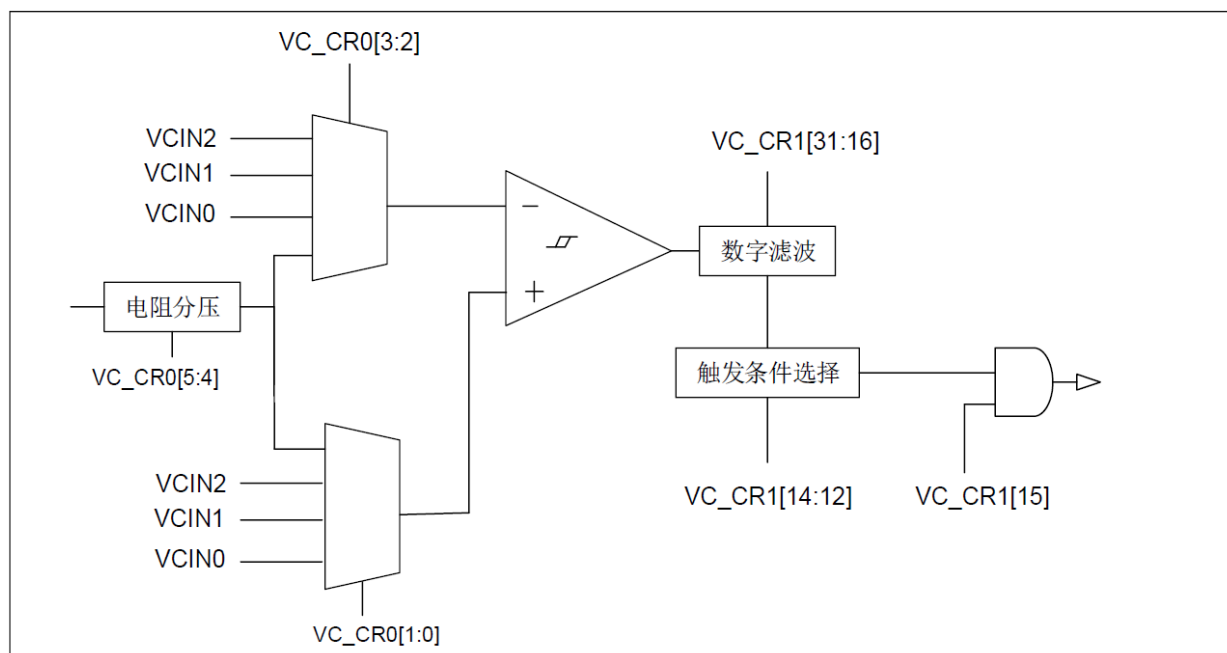 VC_CR0[3:2]
VCIN2
VCIN1
VCIN0
VC_CR1[31:16]
−
+
数字滤波
电阻分压
VC_CR0[5:4]
触发条件选择
VCIN2
VCIN1
VCIN0
VC_CR1[14:12]
VC_CR1[15]
VC_CR0[1:0]